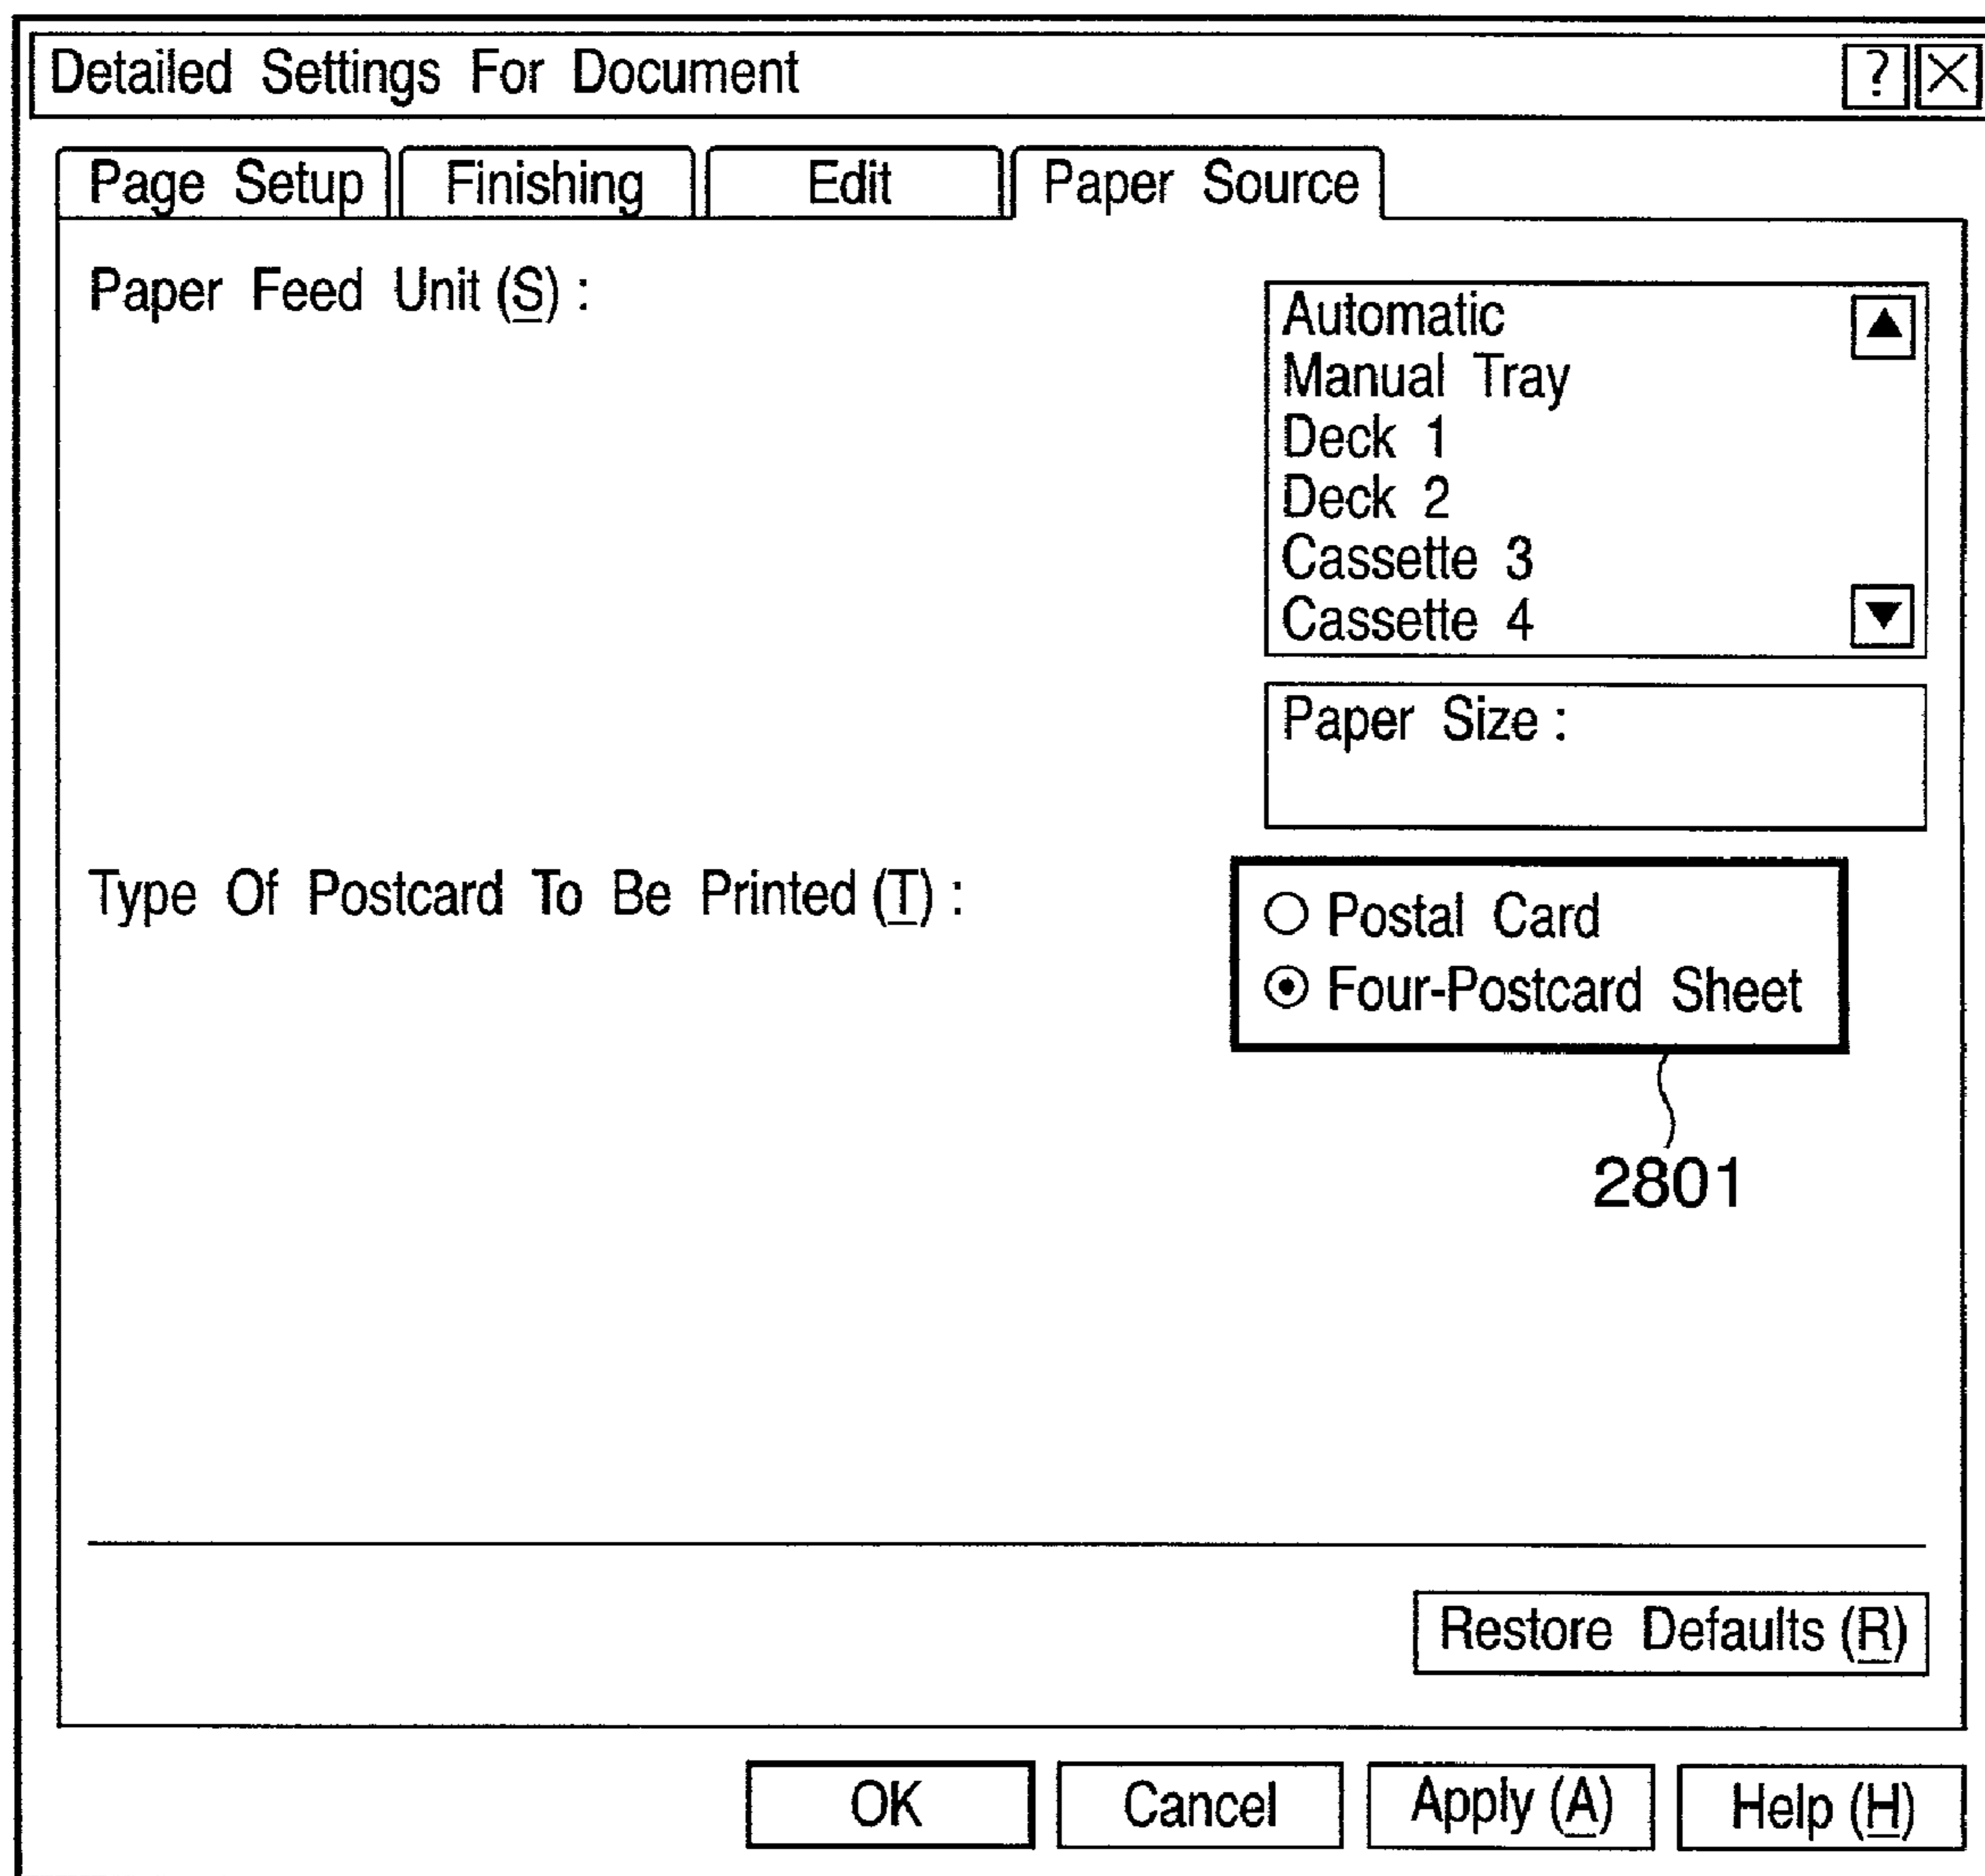 Detailed Settings For Document
?
Page Setup Finishing Edit Paper Source
Paper Feed Unit (S) :
Automatic
Manual Tray
Deck 1
Deck 2
Cassette 3
Cassette 4
Paper Size :
Type Of Postcard To Be Printed (T) :
Postal Card
Four-Postcard Sheet
2801
Restore Defaults (R)
OK Cancel Apply (A) Help (H)